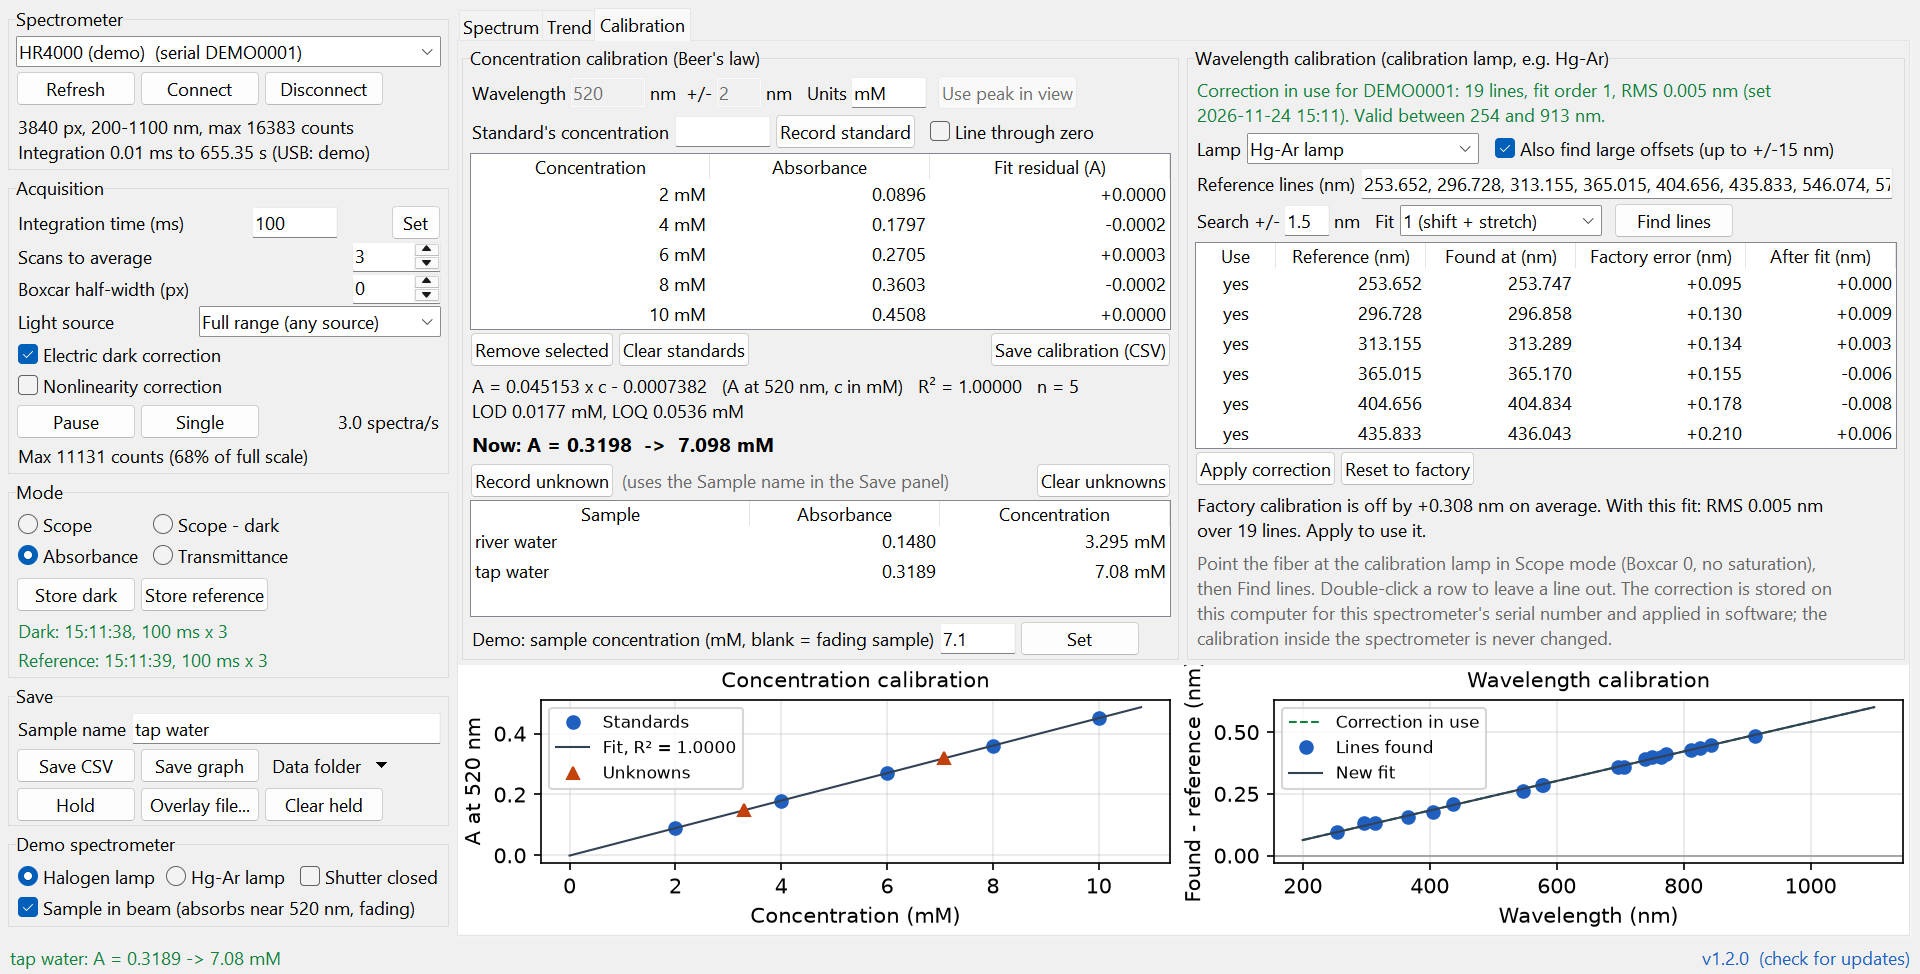 Spectrometer
HR4000 (demo)  (serial DEMO0001)
Refresh
Connect
Disconnect
3840 px, 200-1100 nm, max 16383 counts
Integration 0.01 ms to 655.35 s (USB: demo)
Acquisition
Integration time (ms) 100 Set
Scans to average 3
Boxcar half-width (px) 0
Light source Full range (any source)
Electric dark correction
Nonlinearity correction
Pause Single 3.0 spectra/s
Max 11131 counts (68% of full scale)
Mode
Scope Scope - dark
Absorbance Transmittance
Store dark Store reference
Dark: 15:11:38, 100 ms x 3
Reference: 15:11:39, 100 ms x 3
Save
Sample name tap water
Save CSV Save graph Data folder
Hold Overlay file... Clear held
Demo spectrometer
Halogen lamp Hg-Ar lamp Shutter closed
Sample in beam (absorbs near 520 nm, fading)
tap water: A = 0.3189 -> 7.08 mM
Spectrum Trend Calibration
Concentration calibration (Beer's law)
Wavelength 520 nm +/- 2 nm Units mM Use peak in view
Standard's concentration Record standard Line through zero
Concentration Absorbance Fit residual (A)
2 mM 0.0896 +0.0000
4 mM 0.1797 -0.0002
6 mM 0.2705 +0.0003
8 mM 0.3603 -0.0002
10 mM 0.4508 +0.0000
Remove selected Clear standards Save calibration (CSV)
A = 0.045153 x c - 0.0007382   (A at 520 nm, c in mM)   R² = 1.00000   n = 5
LOD 0.0177 mM, LOQ 0.0536 mM
Now: A = 0.3198  ->  7.098 mM
Record unknown (uses the Sample name in the Save panel) Clear unknowns
Sample Absorbance Concentration
river water 0.1480 3.295 mM
tap water 0.3189 7.08 mM
Demo: sample concentration (mM, blank = fading sample) 7.1 Set
Concentration calibration
A at 520 nm
0.4
0.2
0.0
Standards
Fit, R² = 1.0000
Unknowns
0 2 4 6 8 10
Concentration (mM)
Wavelength calibration (calibration lamp, e.g. Hg-Ar)
Correction in use for DEMO0001: 19 lines, fit order 1, RMS 0.005 nm (set
2026-11-24 15:11). Valid between 254 and 913 nm.
Lamp Hg-Ar lamp Also find large offsets (up to +/-15 nm)
Reference lines (nm) 253.652, 296.728, 313.155, 365.015, 404.656, 435.833, 546.074, 57
Search +/- 1.5 nm Fit 1 (shift + stretch) Find lines
Use Reference (nm) Found at (nm) Factory error (nm) After fit (nm)
yes 253.652 253.747 +0.095 +0.000
yes 296.728 296.858 +0.130 +0.009
yes 313.155 313.289 +0.134 +0.003
yes 365.015 365.170 +0.155 -0.006
yes 404.656 404.834 +0.178 -0.008
yes 435.833 436.043 +0.210 +0.006
Apply correction Reset to factory
Factory calibration is off by +0.308 nm on average. With this fit: RMS 0.005 nm
over 19 lines. Apply to use it.
Point the fiber at the calibration lamp in Scope mode (Boxcar 0, no saturation),
then Find lines. Double-click a row to leave a line out. The correction is stored on
this computer for this spectrometer's serial number and applied in software; the
calibration inside the spectrometer is never changed.
Wavelength calibration
Found - reference (nm)
0.50
0.25
0.00
Correction in use
Lines found
New fit
200 400 600 800 1000
Wavelength (nm)
v1.2.0  (check for updates)